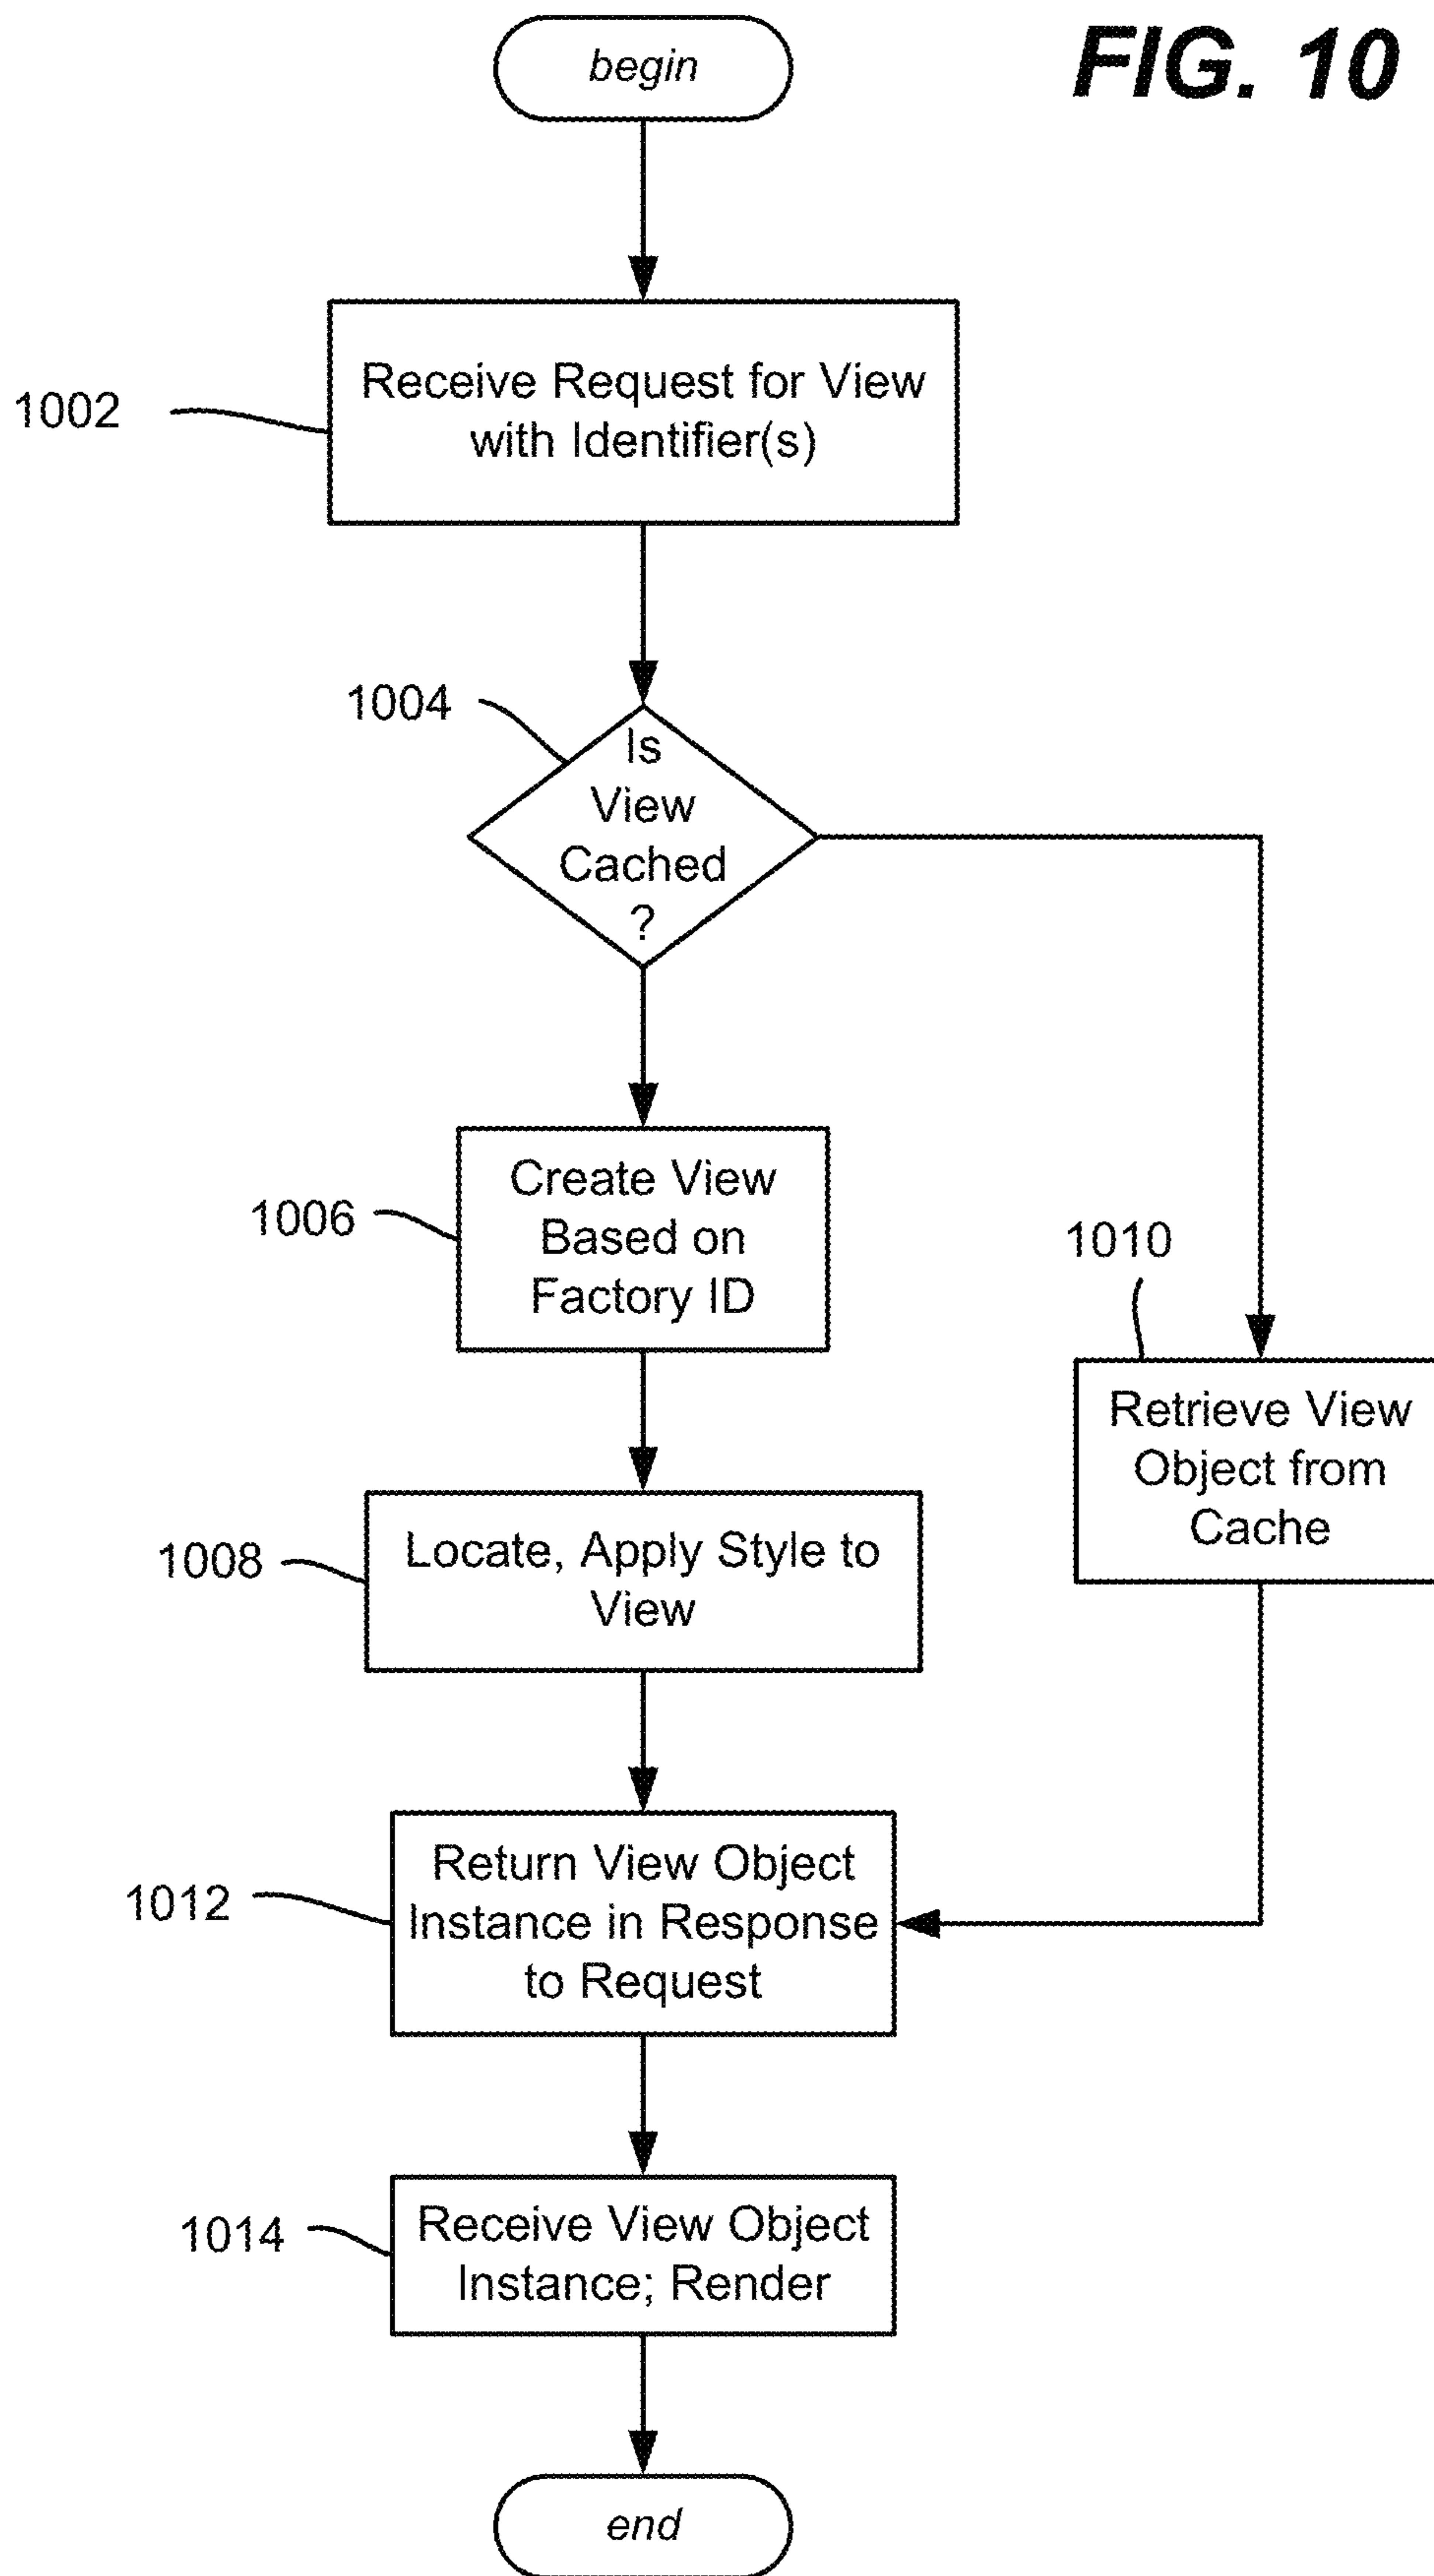 FIG. 10
begin
1002
Receive Request for View
with Identifier(s)
1004
Is
View
Cached
?
1006
Create View
Based on
Factory ID
1010
Retrieve View
Object from
Cache
1008
Locate, Apply Style to
View
1012
Return View Object
Instance in Response
to Request
1014
Receive View Object
Instance; Render
end